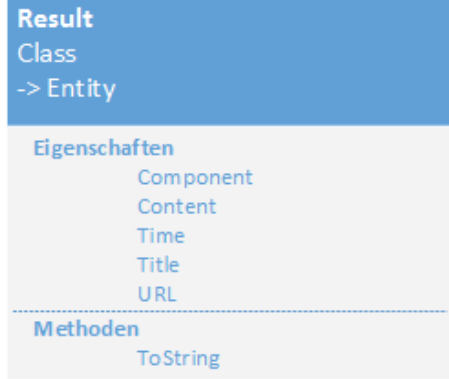 Result
Class
-> Entity
Eigenschaften
Component
Content
Time
Title
URL
Methoden
ToString